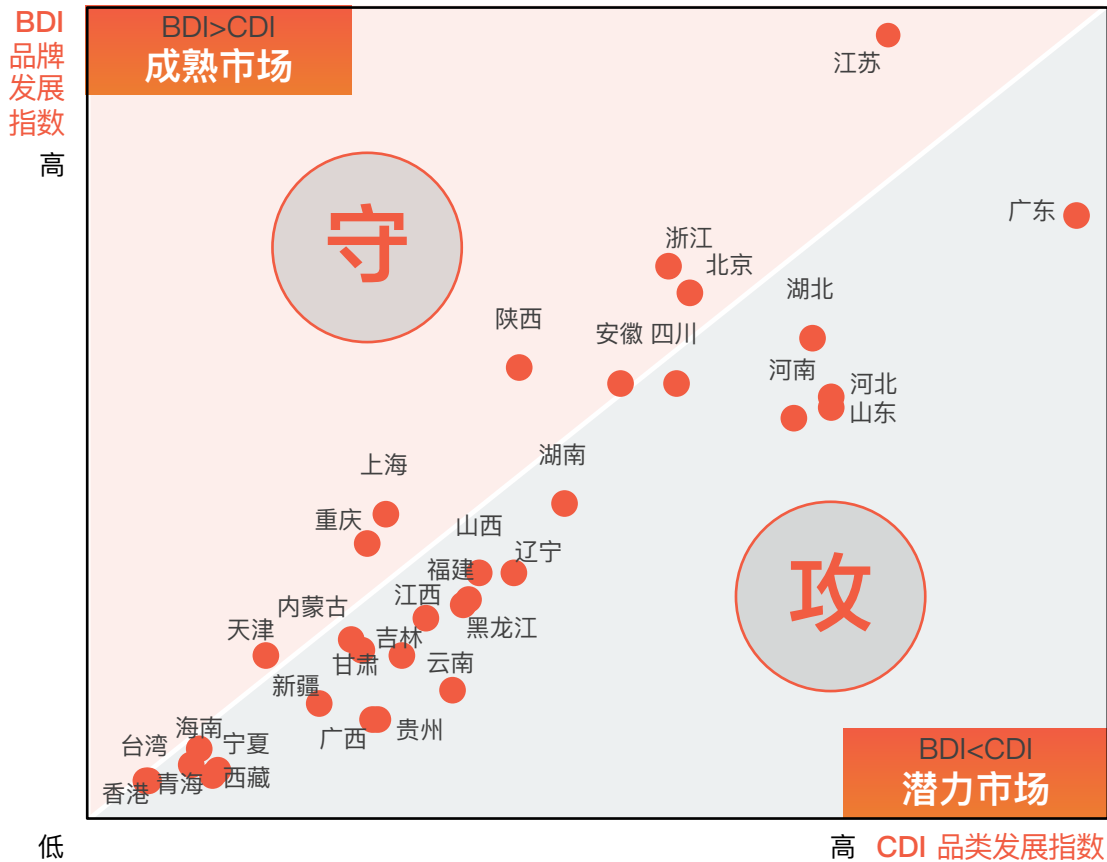 BDI
品牌
发展
指数
高
BDI>CDI
成熟市场
江苏
广东
守
浙江
北京
湖北
陕西
安徽 四川
河南
河北
山东
上海
湖南
重庆
山西
辽宁
福建
攻
江西
内蒙古
黑龙江
天津
吉林
甘肃
云南
新疆
广西
贵州
海南
台湾
宁夏
青海
西藏
香港
BDI<CDI
潜力市场
低
高
CDI 品类发展指数